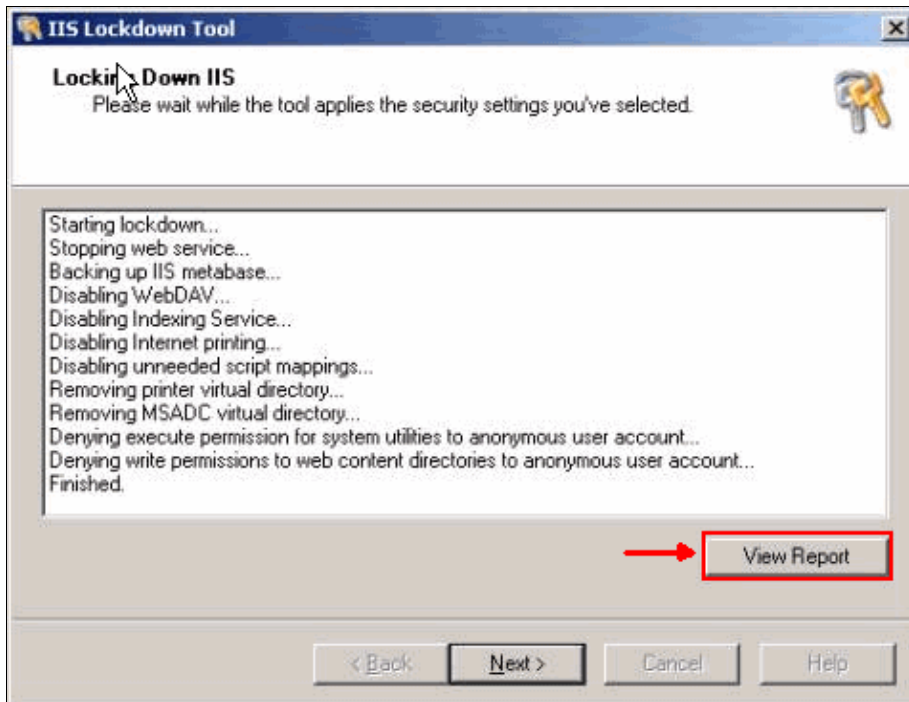 IIS Lockdown Tool
Locking Down IIS
Please wait while the tool applies the security settings you've selected.
Starting lockdown...
Stopping web service...
Backing up IIS metabase...
Disabling WebDAV...
Disabling Indexing Service...
Disabling Internet printing...
Disabling unneeded script mappings...
Removing printer virtual directory...
Removing MSADC virtual directory...
Denying execute permission for system utilities to anonymous user account...
Denying write permissions to web content directories to anonymous user account...
Finished.
View Report
< Back
Next >
Cancel
Help